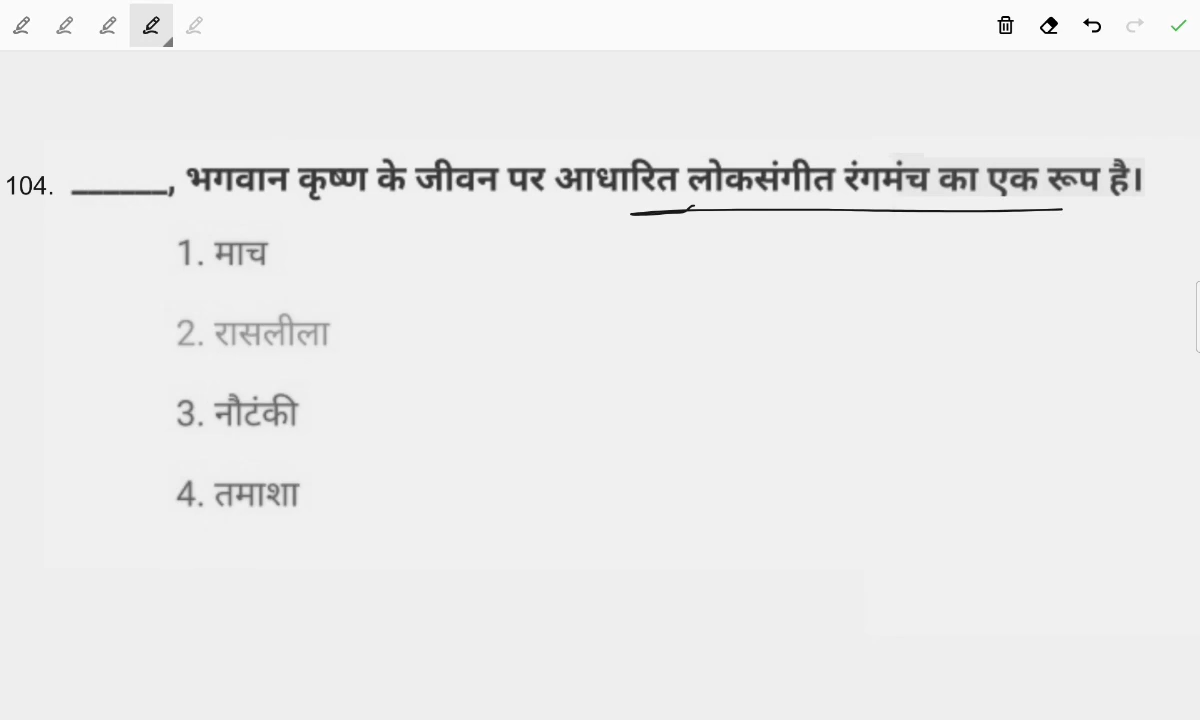 104. ______, भगवान कृष्ण के जीवन पर आधारित लोकसंगीत रंगमंच का एक रूप है।
1. माच
2. रासलीला
3. नौटंकी
4. तमाशा